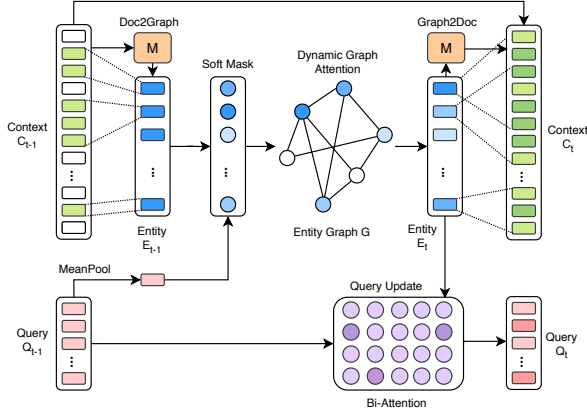 Doc2Graph
M
Soft Mask
Dynamic Graph
Attention
Graph2Doc
M
Context
C_{t-1}
Entity
E_{t-1}
Entity Graph G
Entity
E_t
Context
C_t
MeanPool
Query Update
Query
Q_{t-1}
Query
Q_t
Bi-Attention